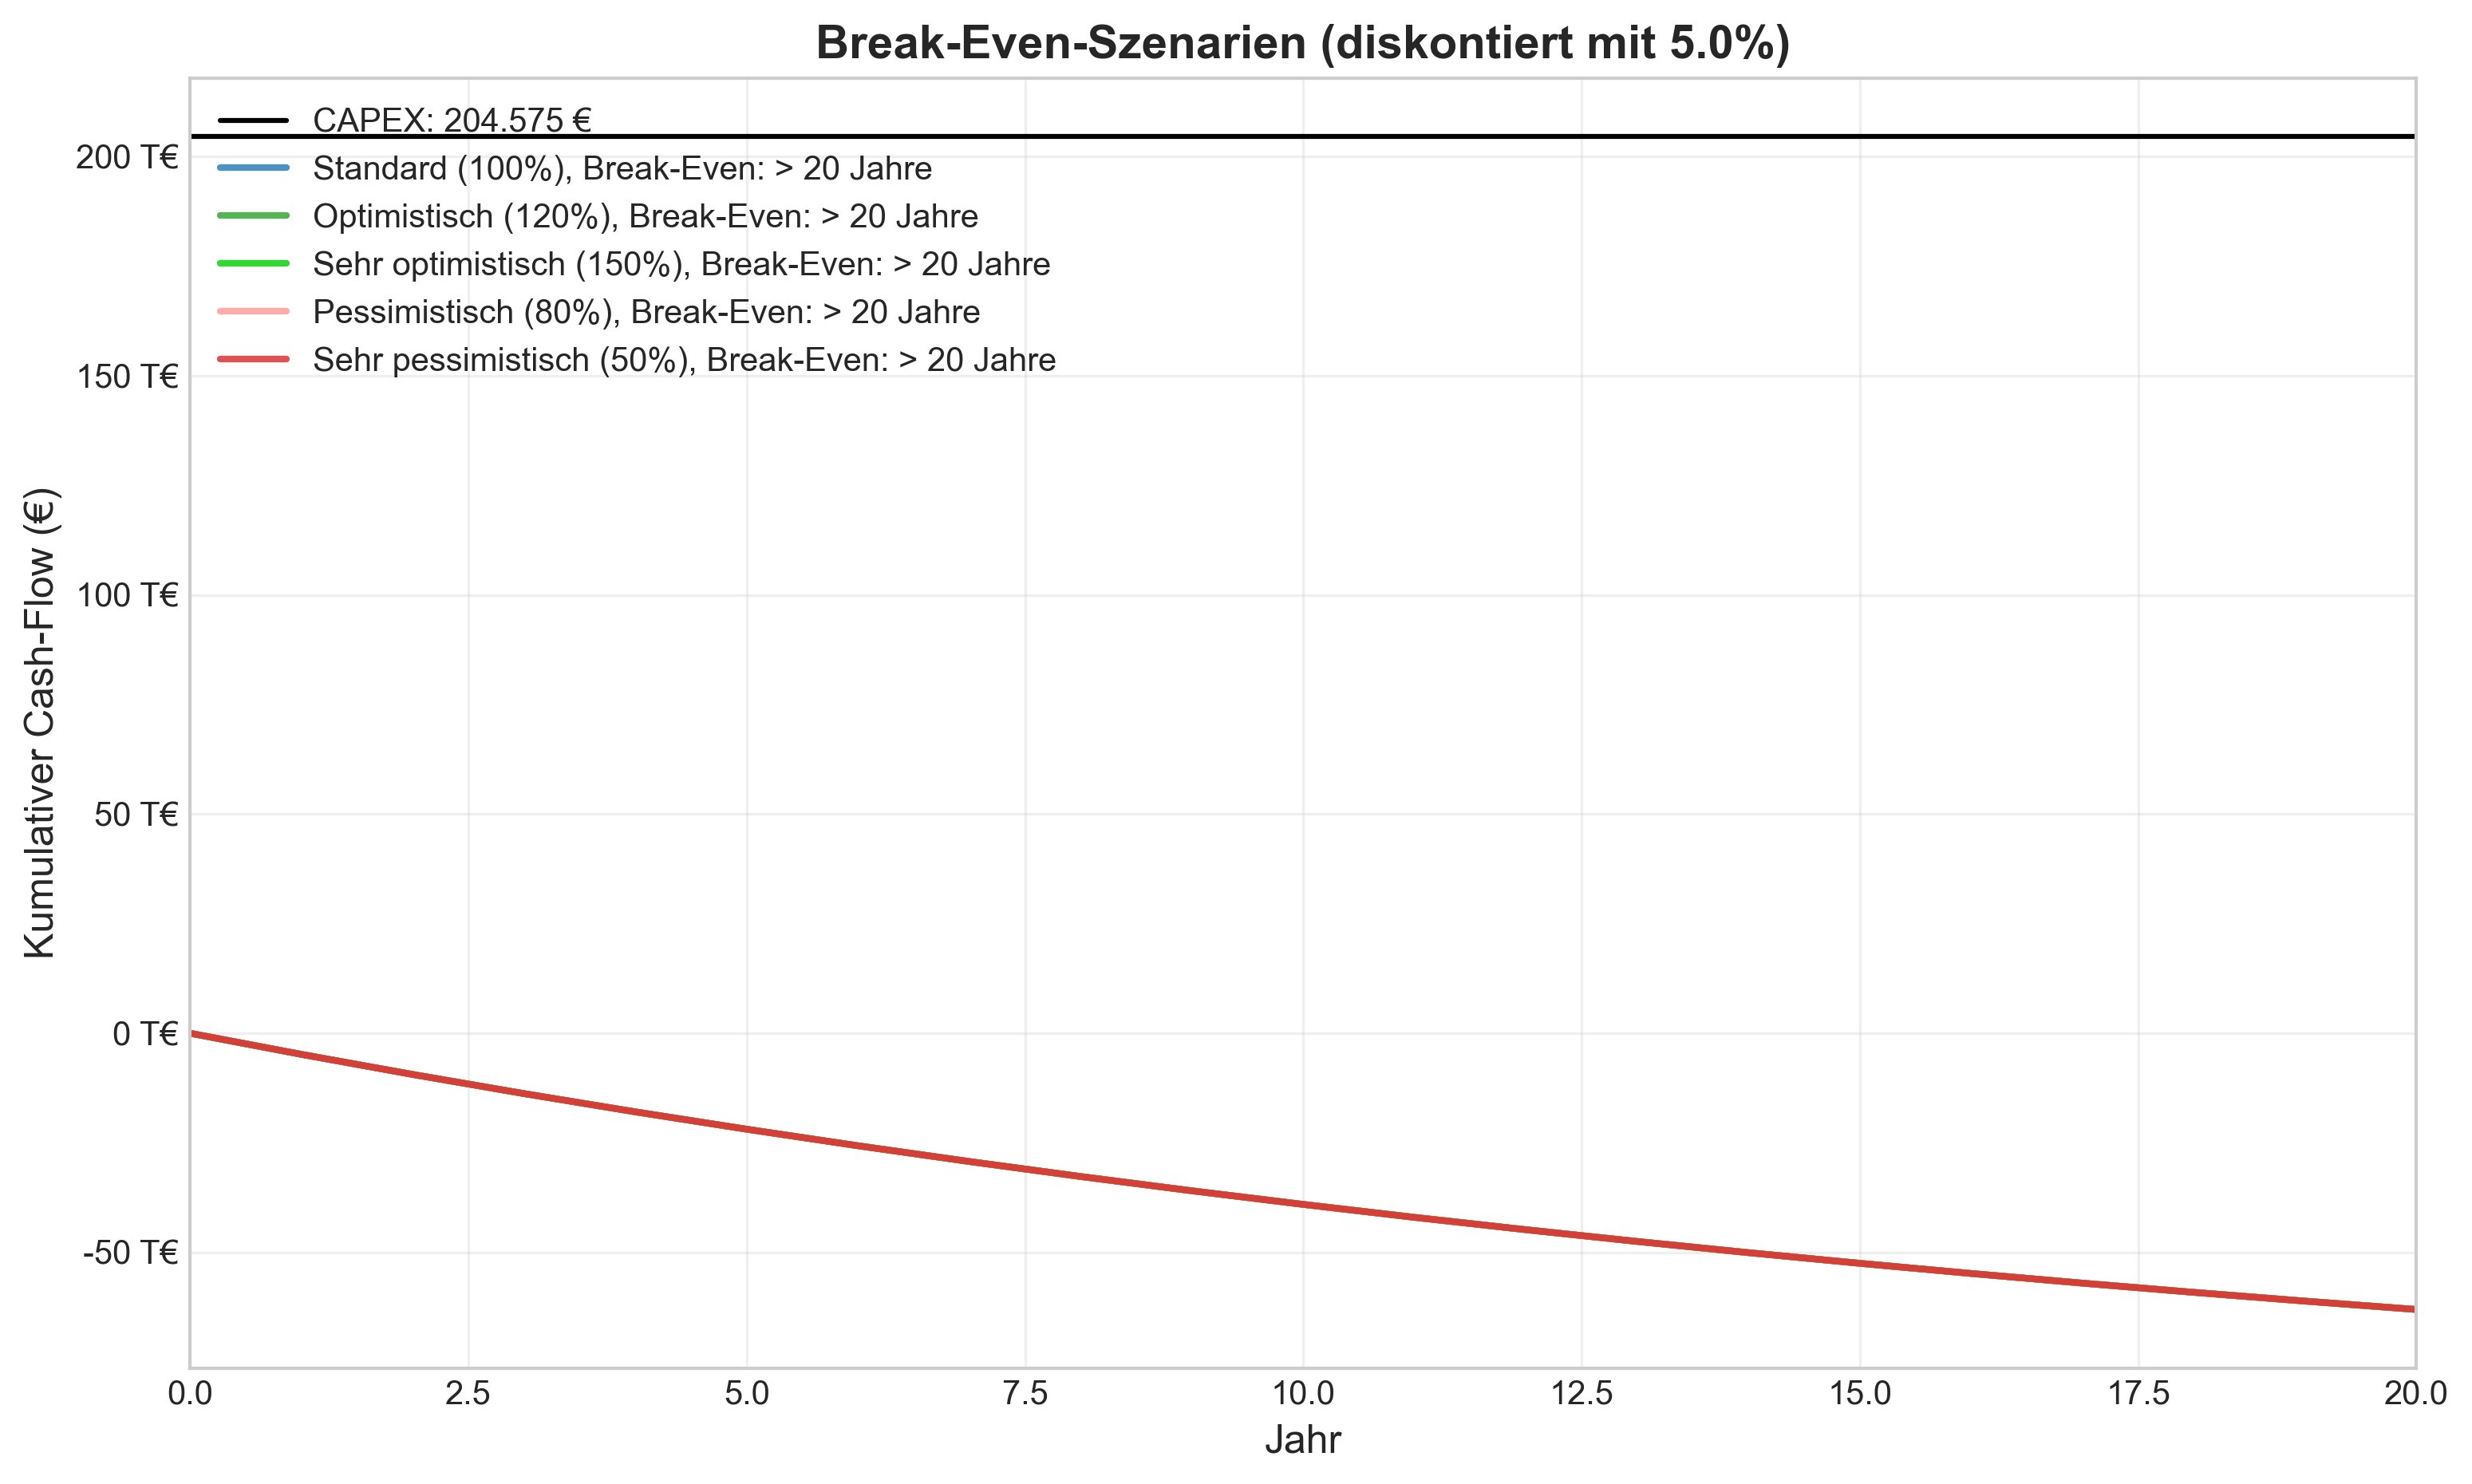 Break-Even-Szenarien (diskontiert mit 5.0%)
CAPEX: 204.575 €
Standard (100%), Break-Even: > 20 Jahre
Optimistisch (120%), Break-Even: > 20 Jahre
Sehr optimistisch (150%), Break-Even: > 20 Jahre
Pessimistisch (80%), Break-Even: > 20 Jahre
Sehr pessimistisch (50%), Break-Even: > 20 Jahre
Kumulativer Cash-Flow (€)
200 T€
150 T€
100 T€
50 T€
0 T€
-50 T€
0.0 2.5 5.0 7.5 10.0 12.5 15.0 17.5 20.0
Jahr